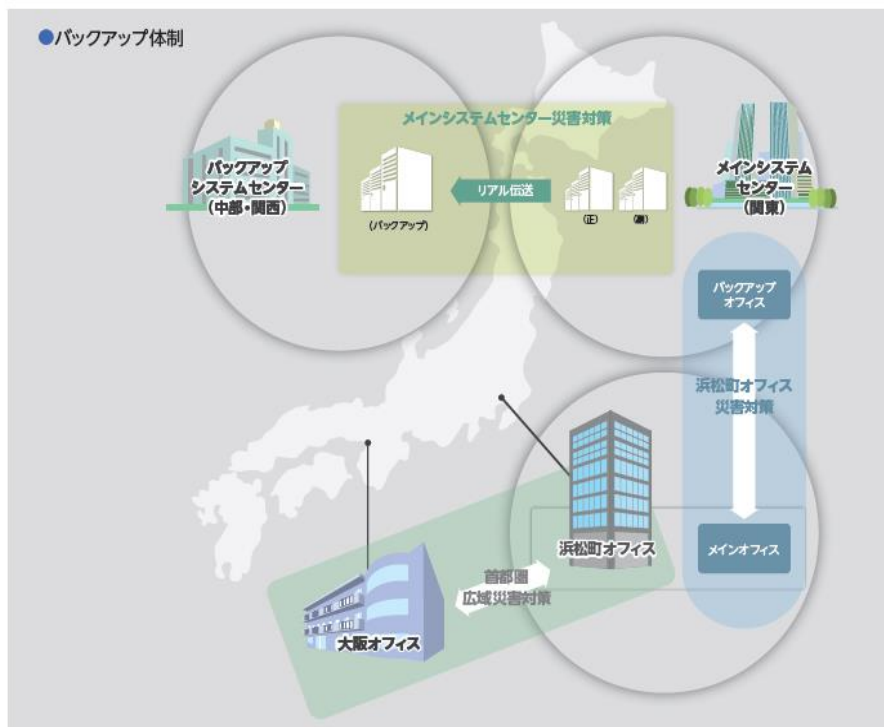 ●バックアップ体制
メインシステムセンター災害対策
バックアップ
システムセンター
(中部・関西)
メインシステム
センター
(関東)
リアル伝送
(バックアップ)
(正)
(副)
バックアップ
オフィス
浜松町オフィス
災害対策
浜松町オフィス
メインオフィス
首都圏
広域災害対策
大阪オフィス